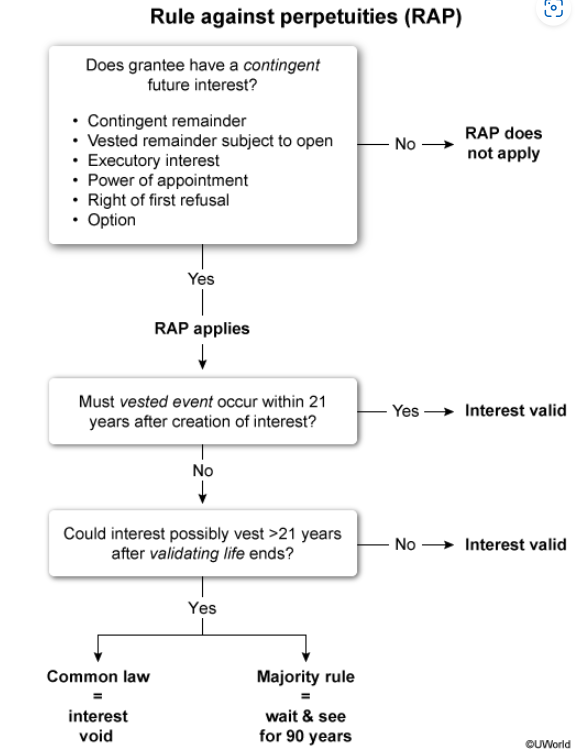 Rule against perpetuities (RAP)
Does grantee have a contingent
future interest?
• Contingent remainder
• Vested remainder subject to open
• Executory interest
• Power of appointment
• Right of first refusal
• Option
No
RAP does
not apply
Yes
RAP applies
Must vested event occur within 21
years after creation of interest?
Yes
Interest valid
No
Could interest possibly vest >21 years
after validating life ends?
No
Interest valid
Yes
Common law
=
interest
void
Majority rule
=
wait & see
for 90 years
©UWorld